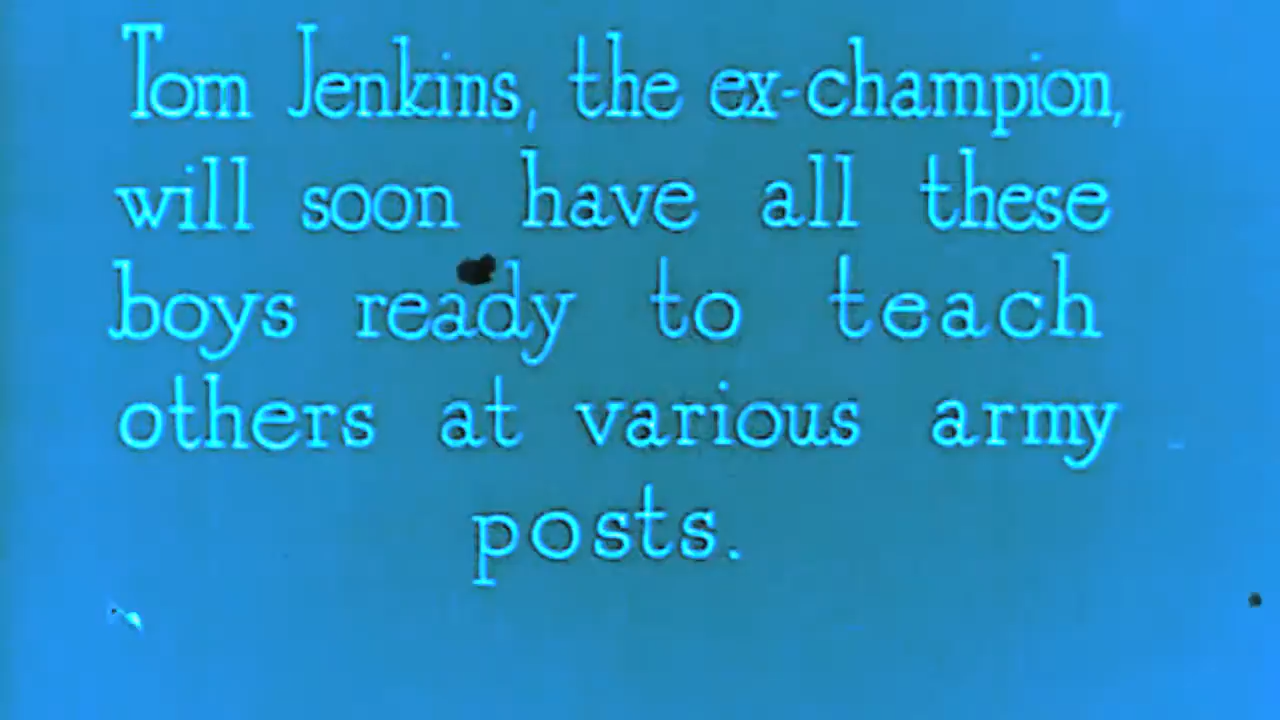 Tom Jenkins, the ex-champion,
will soon have all these
boys ready to teach
others at various army
posts.